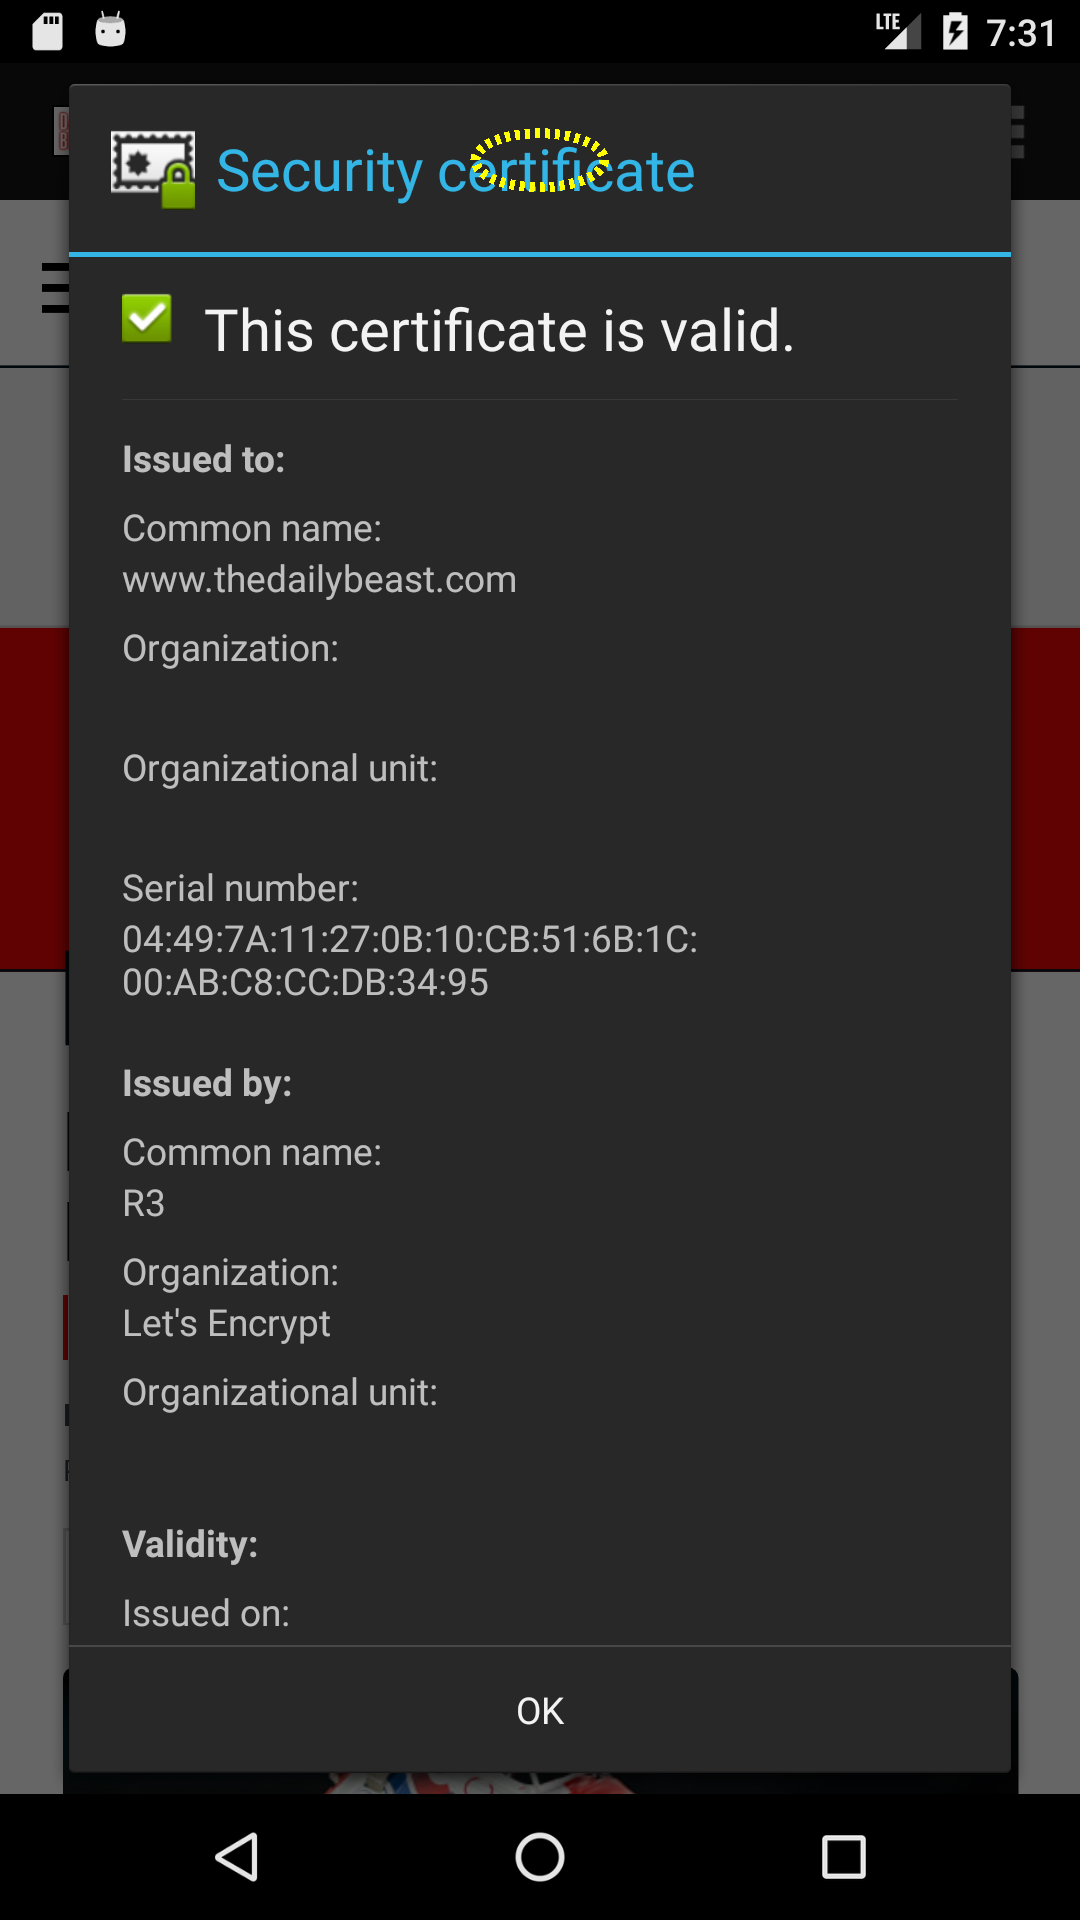 LTE 7:31
Security certificate
This certificate is valid.
Issued to:
Common name:
www.thedailybeast.com
Organization:
Organizational unit:
Serial number:
04:49:7A:11:27:0B:10:CB:51:6B:1C:
00:AB:C8:CC:DB:34:95
Issued by:
Common name:
R3
Organization:
Let's Encrypt
Organizational unit:
Validity:
Issued on:
OK